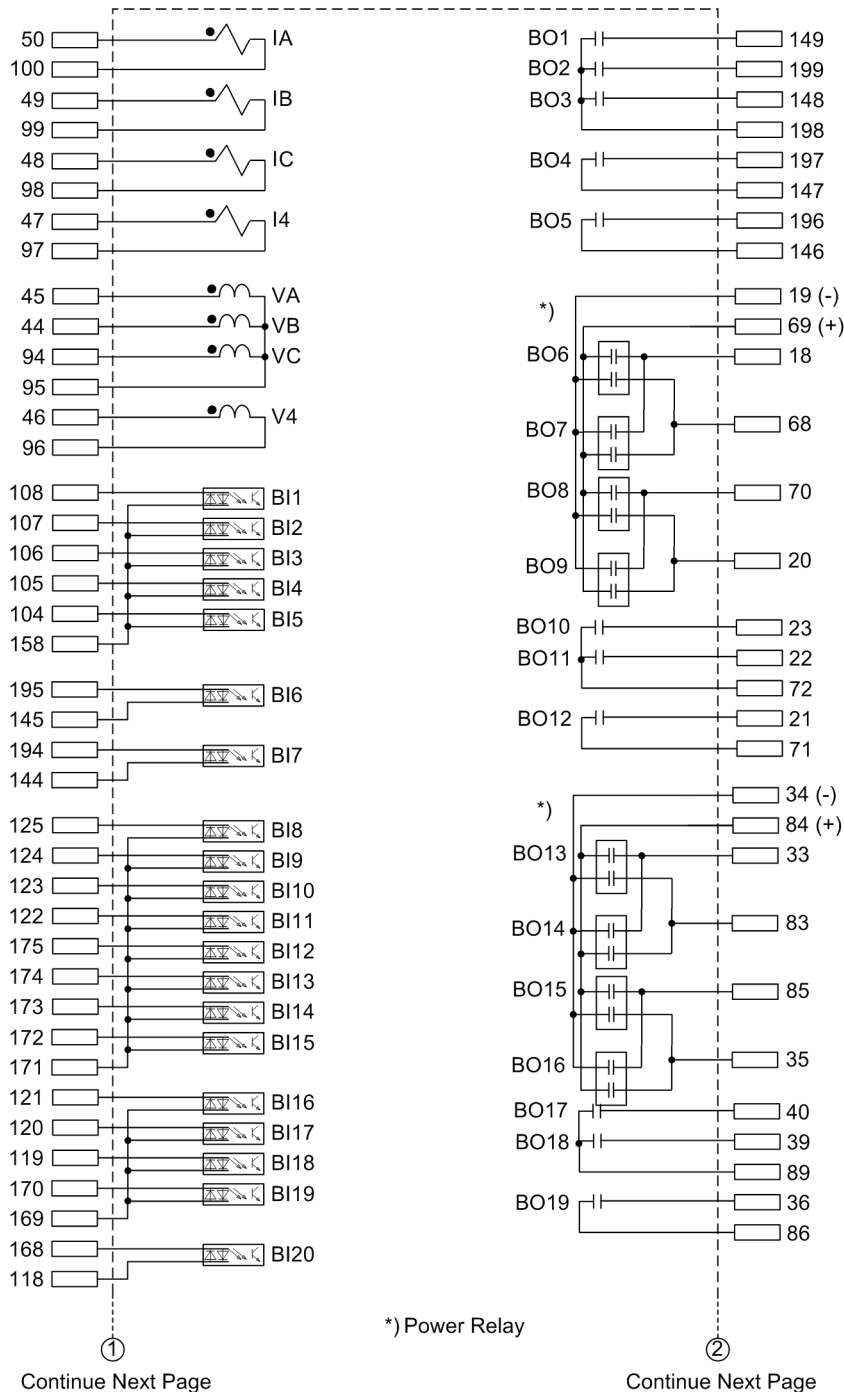 50 IA
100
49 IB
99
48 IC
98
47 I4
97
45 VA
44 VB
94 VC
95
46 V4
96
108 BI1
107 BI2
106 BI3
105 BI4
104 BI5
158
195 BI6
145
194 BI7
144
125 BI8
124 BI9
123 BI10
122 BI11
175 BI12
174 BI13
173 BI14
172 BI15
171
121 BI16
120 BI17
119 BI18
170 BI19
169
168 BI20
118
1
Continue Next Page
BO1 149
BO2 199
BO3 148
198
BO4 197
147
BO5 196
146
19 (-)
*)
69 (+)
BO6 18
68
BO7
BO8 70
20
BO9
BO10 23
BO11 22
72
BO12 21
71
34 (-)
*)
84 (+)
BO13 33
83
BO14
BO15 85
35
BO16
BO17 40
BO18 39
89
BO19 36
86
*) Power Relay
2
Continue Next Page